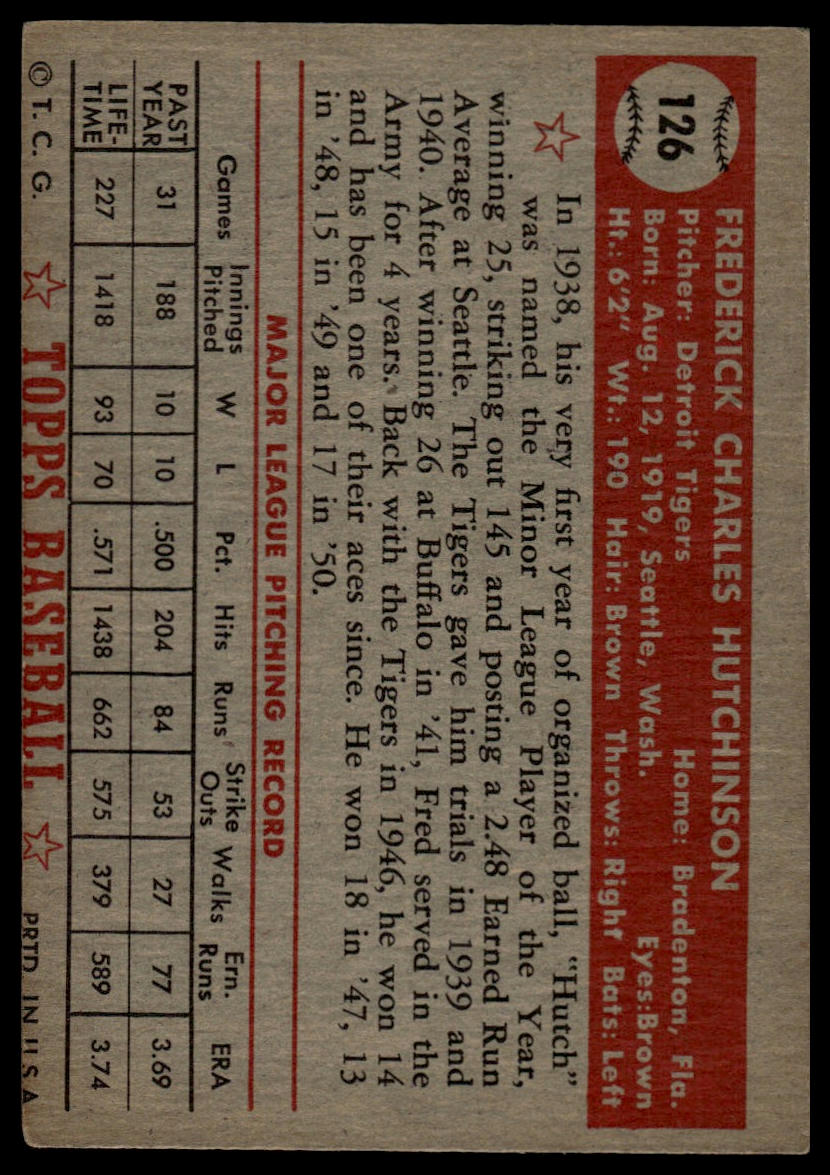 126
FREDERICK CHARLES HUTCHINSON
Pitcher: Detroit Tigers Home: Bradenton, Fla.
Born: Aug. 12, 1919, Seattle, Wash. Eyes:Brown
Ht.: 6'2" Wt.: 190 Hair: Brown Throws: Right Bats: Left
In 1938, his very first year of organized ball, "Hutch"
was named the Minor League Player of the Year,
winning 25, striking out 145 and posting a 2.48 Earned Run
Average at Seattle. The Tigers gave him trials in 1939 and
1940. After winning 26 at Buffalo in '41, Fred served in the
Army for 4 years. Back with the Tigers in 1946, he won 14
and has been one of their aces since. He won 18 in '47, 13
in '48, 15 in '49 and 17 in '50.
MAJOR LEAGUE PITCHING RECORD
Games Innings Pitched W L Pct. Hits Runs Strike Outs Walks Ern. Runs ERA
PAST YEAR 31 188 10 10 .500 204 84 53 27 77 3.69
LIFE-TIME 227 1418 93 70 .571 1438 662 575 379 589 3.74
© T. C. G. TOPPS BASEBALL PRTD. IN U.S.A.